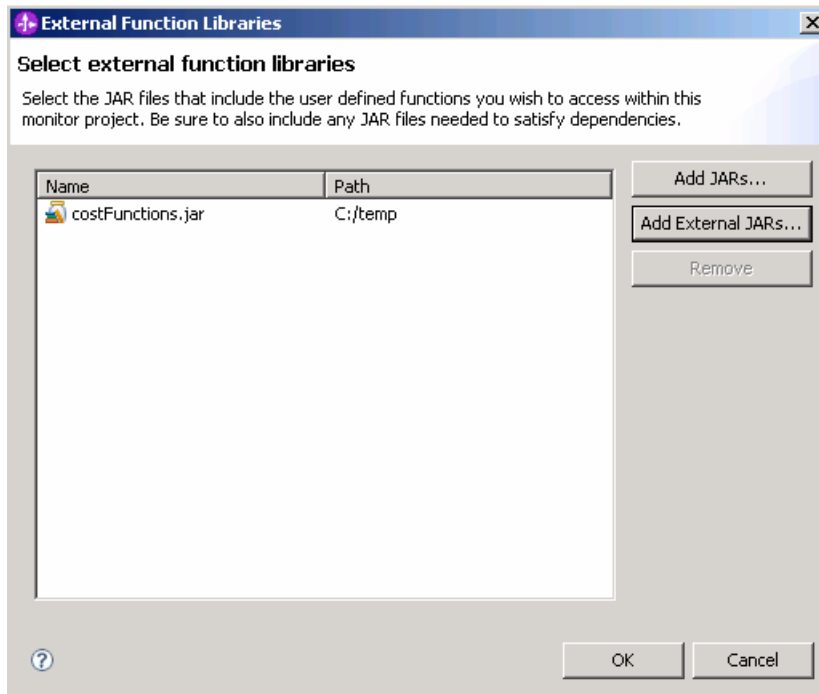 External Function Libraries
Select external function libraries
Select the JAR files that include the user defined functions you wish to access within this
monitor project. Be sure to also include any JAR files needed to satisfy dependencies.
Name Path
costFunctions.jar C:/temp
Add JARs...
Add External JARs...
Remove
?
OK Cancel